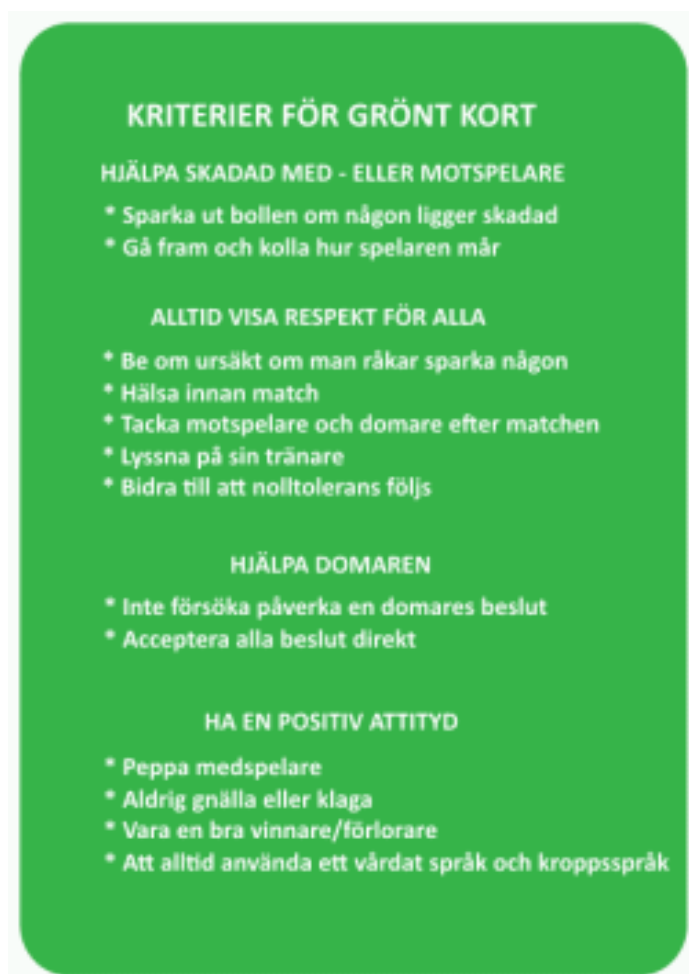 KRITERIER FÖR GRÖNT KORT
HJÄLPA SKADAD MED - ELLER MOTSPELARE
* Sparka ut bollen om någon ligger skadad
* Gå fram och kolla hur spelaren mår
ALLTID VISA RESPEKT FÖR ALLA
* Be om ursäkt om man råkar sparka någon
* Hälsa innan match
* Tacka motspelare och domare efter matchen
* Lyssna på sin tränare
* Bidra till att nolltolerans följs
HJÄLPA DOMAREN
* Inte försöka påverka en domares beslut
* Acceptera alla beslut direkt
HA EN POSITIV ATTITYD
* Peppa medspelare
* Aldrig gnälla eller klaga
* Vara en bra vinnare/förlorare
* Att alltid använda ett vårdat språk och kroppsspråk